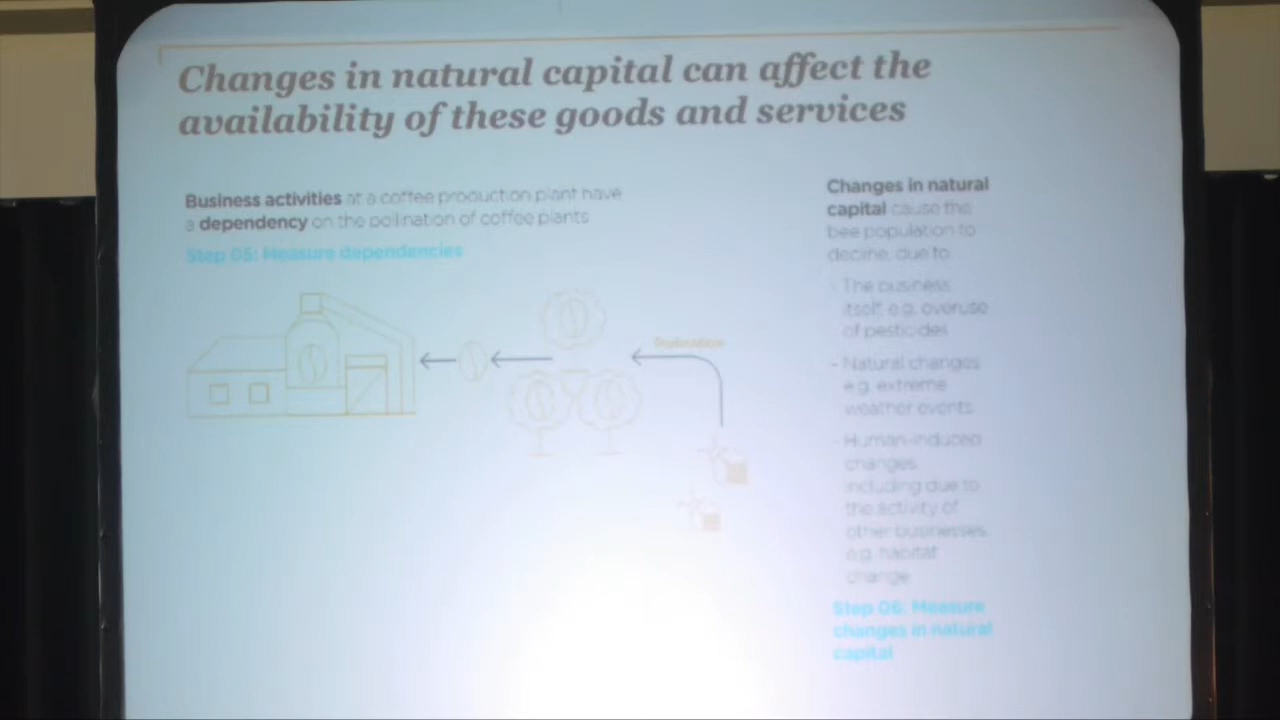 Changes in natural capital can affect the
availability of these goods and services
Business activities at a coffee production plant have
a dependency on the pollination of coffee plants
Step 05: Measure dependencies
Pollination
Changes in natural
capital cause the
bee population to
decline, due to
- The business
itself, e.g. overuse
of pesticides
- Natural changes
e.g. extreme
weather events
- Human-induced
changes,
including due to
the activity of
other businesses,
e.g. habitat
change
Step 06: Measure
changes in natural
capital